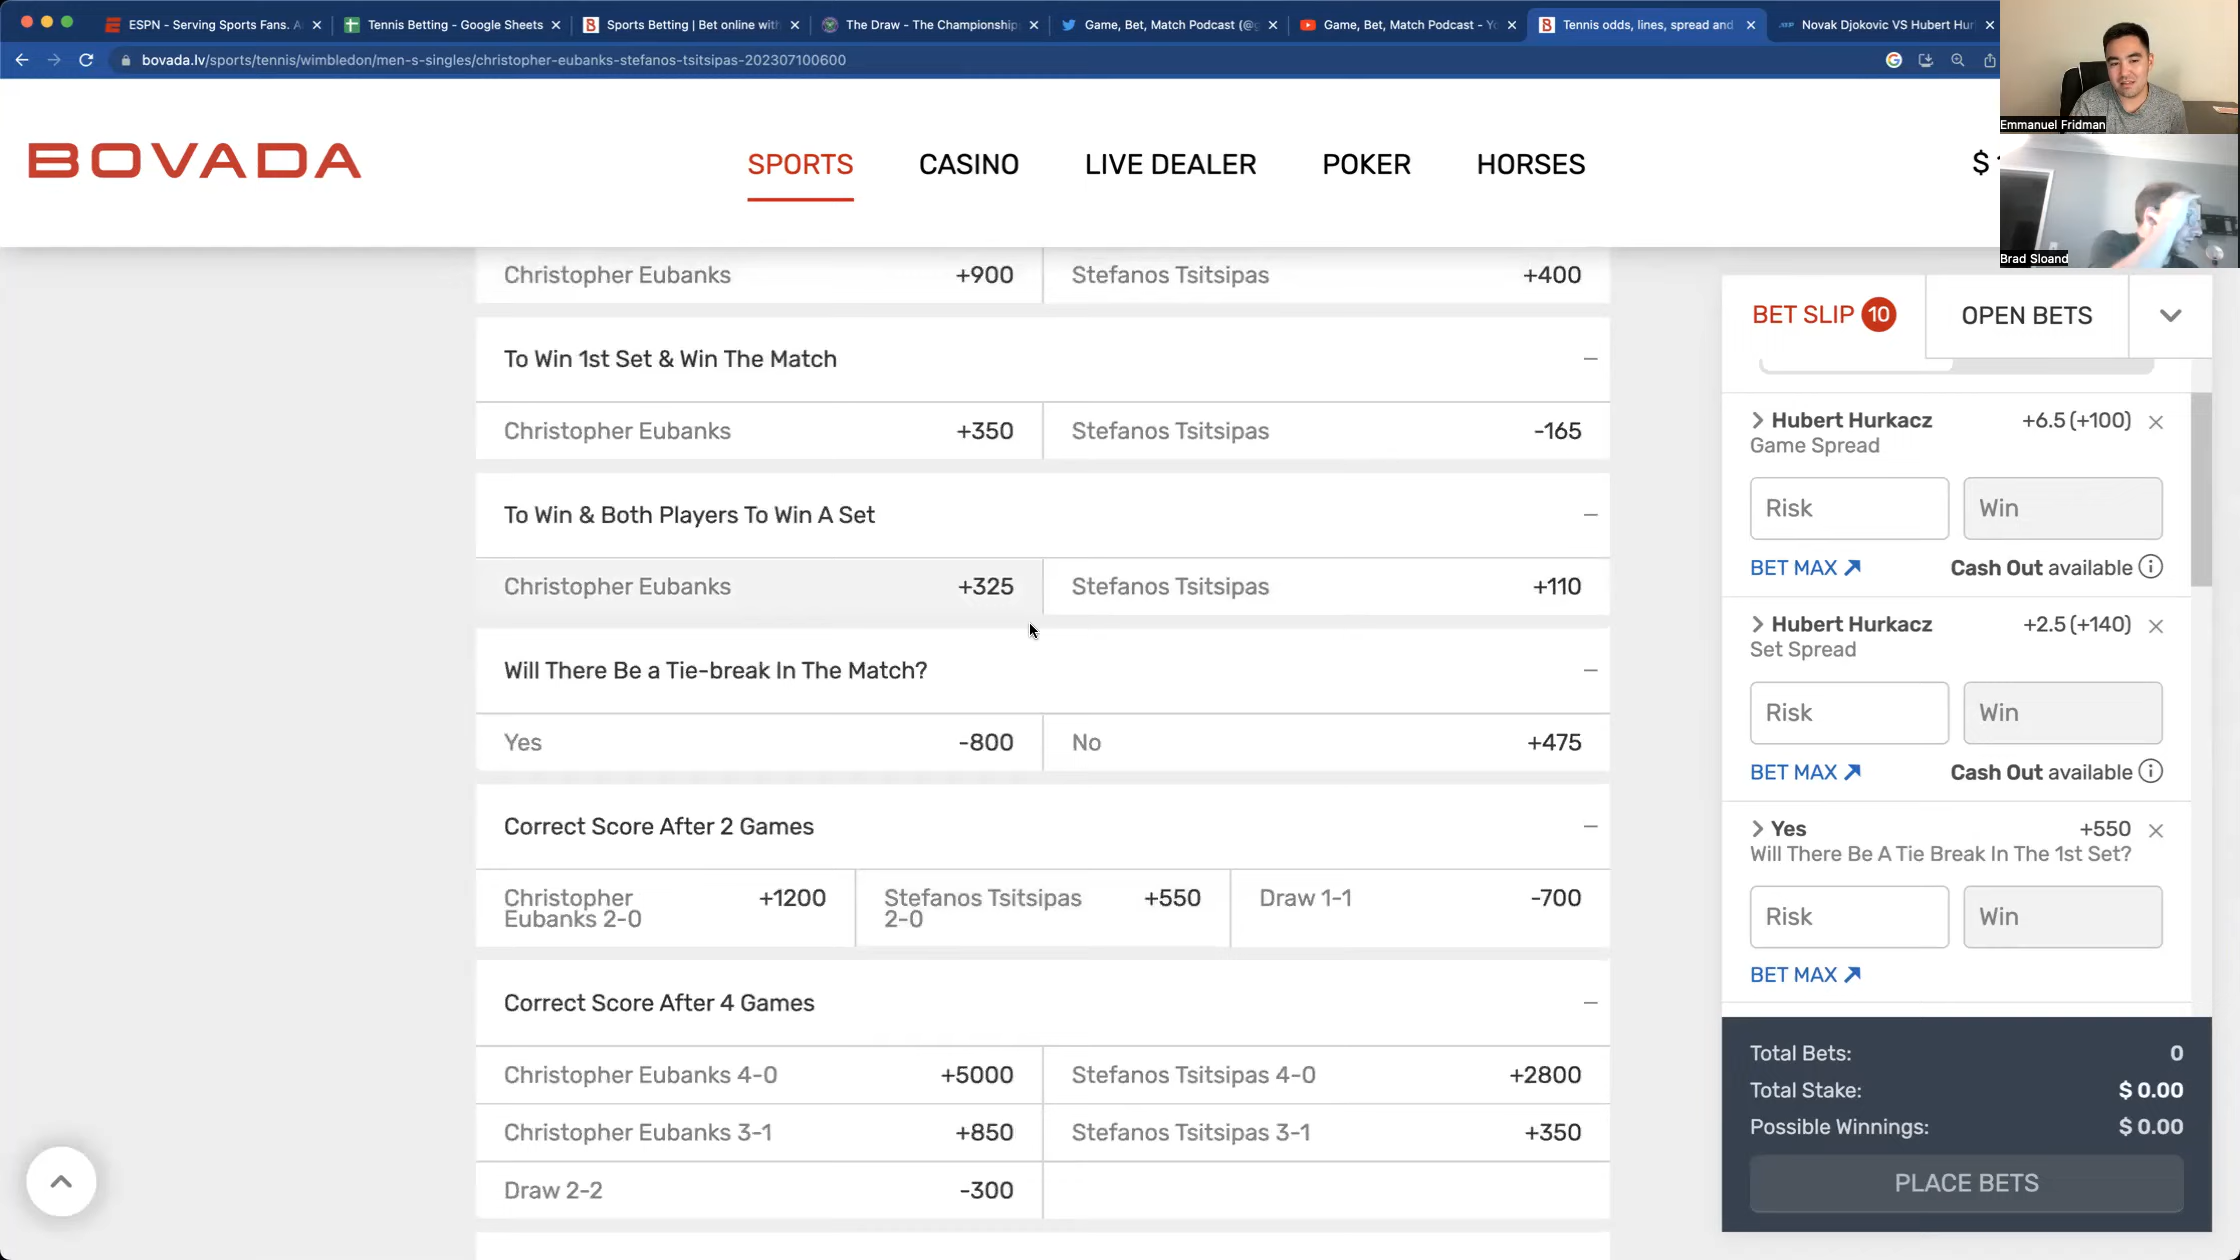 ESPN - Serving Sports Fans. A
Tennis Betting - Google Sheets
Sports Betting | Bet online with
The Draw - The Championship
Game, Bet, Match Podcast (@g
Game, Bet, Match Podcast - Yo
Tennis odds, lines, spread and
Novak Djokovic VS Hubert Hur
bovada.lv/sports/tennis/wimbledon/men-s-singles/christopher-eubanks-stefanos-tsitsipas-202307100600
Emmanuel Fridman
Brad Sloand
BOVADA
SPORTS
CASINO
LIVE DEALER
POKER
HORSES
$
Christopher Eubanks +900 Stefanos Tsitsipas +400
To Win 1st Set & Win The Match
Christopher Eubanks +350 Stefanos Tsitsipas -165
To Win & Both Players To Win A Set
Christopher Eubanks +325 Stefanos Tsitsipas +110
Will There Be a Tie-break In The Match?
Yes -800 No +475
Correct Score After 2 Games
Christopher +1200 Stefanos Tsitsipas +550 Draw 1-1 -700
Eubanks 2-0 2-0
Correct Score After 4 Games
Christopher Eubanks 4-0 +5000 Stefanos Tsitsipas 4-0 +2800
Christopher Eubanks 3-1 +850 Stefanos Tsitsipas 3-1 +350
Draw 2-2 -300
BET SLIP 10 OPEN BETS
Hubert Hurkacz +6.5 (+100)
Game Spread
Risk Win
BET MAX Cash Out available
Hubert Hurkacz +2.5 (+140)
Set Spread
Risk Win
BET MAX Cash Out available
Yes +550
Will There Be A Tie Break In The 1st Set?
Risk Win
BET MAX
Total Bets: 0
Total Stake: $ 0.00
Possible Winnings: $ 0.00
PLACE BETS